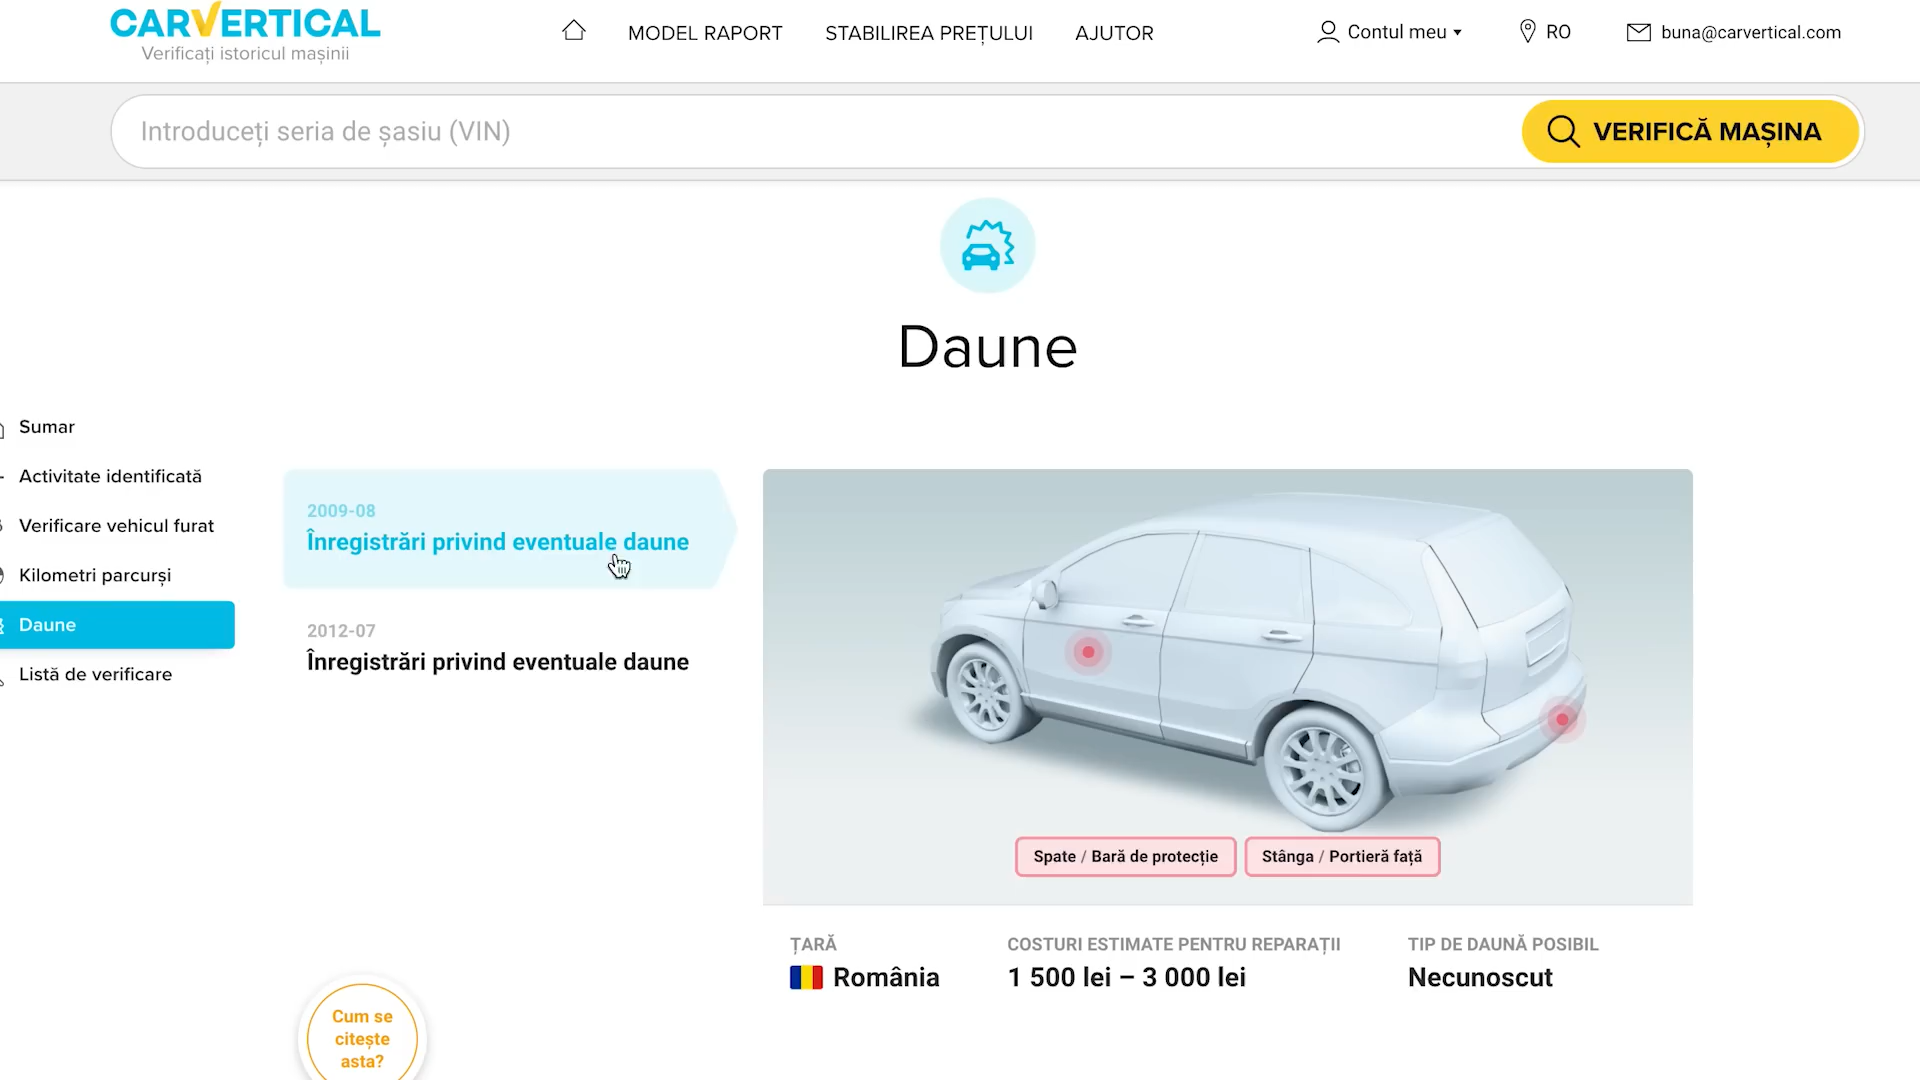 CARVERTICAL
Verificați istoricul mașinii
MODEL RAPORT
STABILIREA PREȚULUI
AJUTOR
Contul meu
RO
buna@carvertical.com
Introduceți seria de șasiu (VIN)
VERIFICĂ MAȘINA
Daune
Sumar
Activitate identificată
Verificare vehicul furat
Kilometri parcurși
Daune
Listă de verificare
2009-08
Înregistrări privind eventuale daune
2012-07
Înregistrări privind eventuale daune
Spate / Bară de protecție
Stânga / Portieră față
ȚARĂ
România
COSTURI ESTIMATE PENTRU REPARAȚII
1 500 lei – 3 000 lei
TIP DE DAUNĂ POSIBIL
Necunoscut
Cum se
citește
asta?